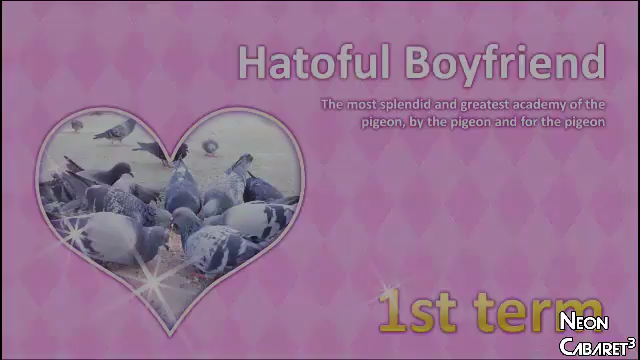 Hatoful Boyfriend
The most splendid and greatest academy of the
pigeon, by the pigeon and for the pigeon
1st term
Neon
Cabaret3